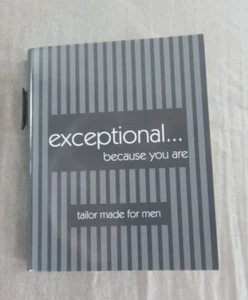 exceptional...
because you are
tailor made for men